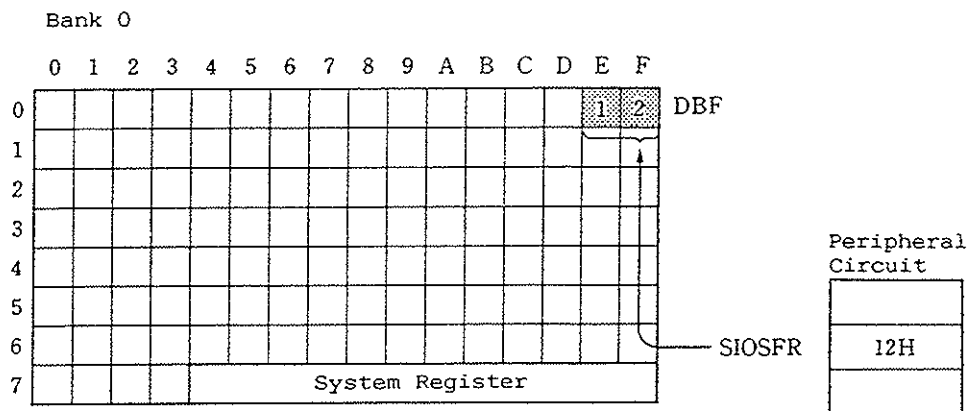 Bank 0
0 1 2 3 4 5 6 7 8 9 A B C D E F
0 1 2 DBF
1
2
3
4
5
6 SIOSFR
7 System Register
Peripheral
Circuit
12H